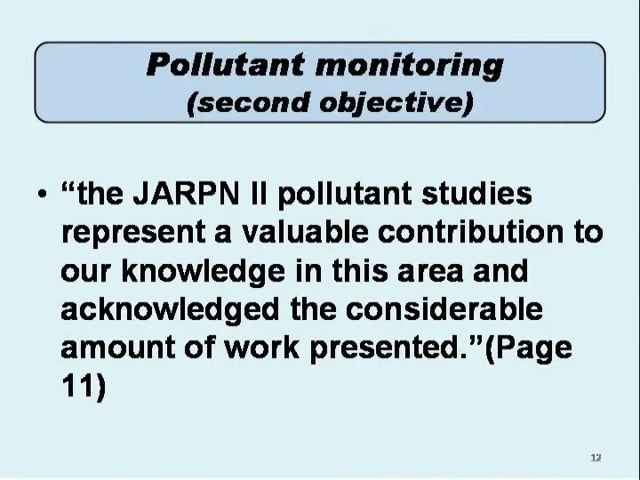 Pollutant monitoring
(second objective)
• “the JARPN II pollutant studies
represent a valuable contribution to
our knowledge in this area and
acknowledged the considerable
amount of work presented.”(Page
11)
12